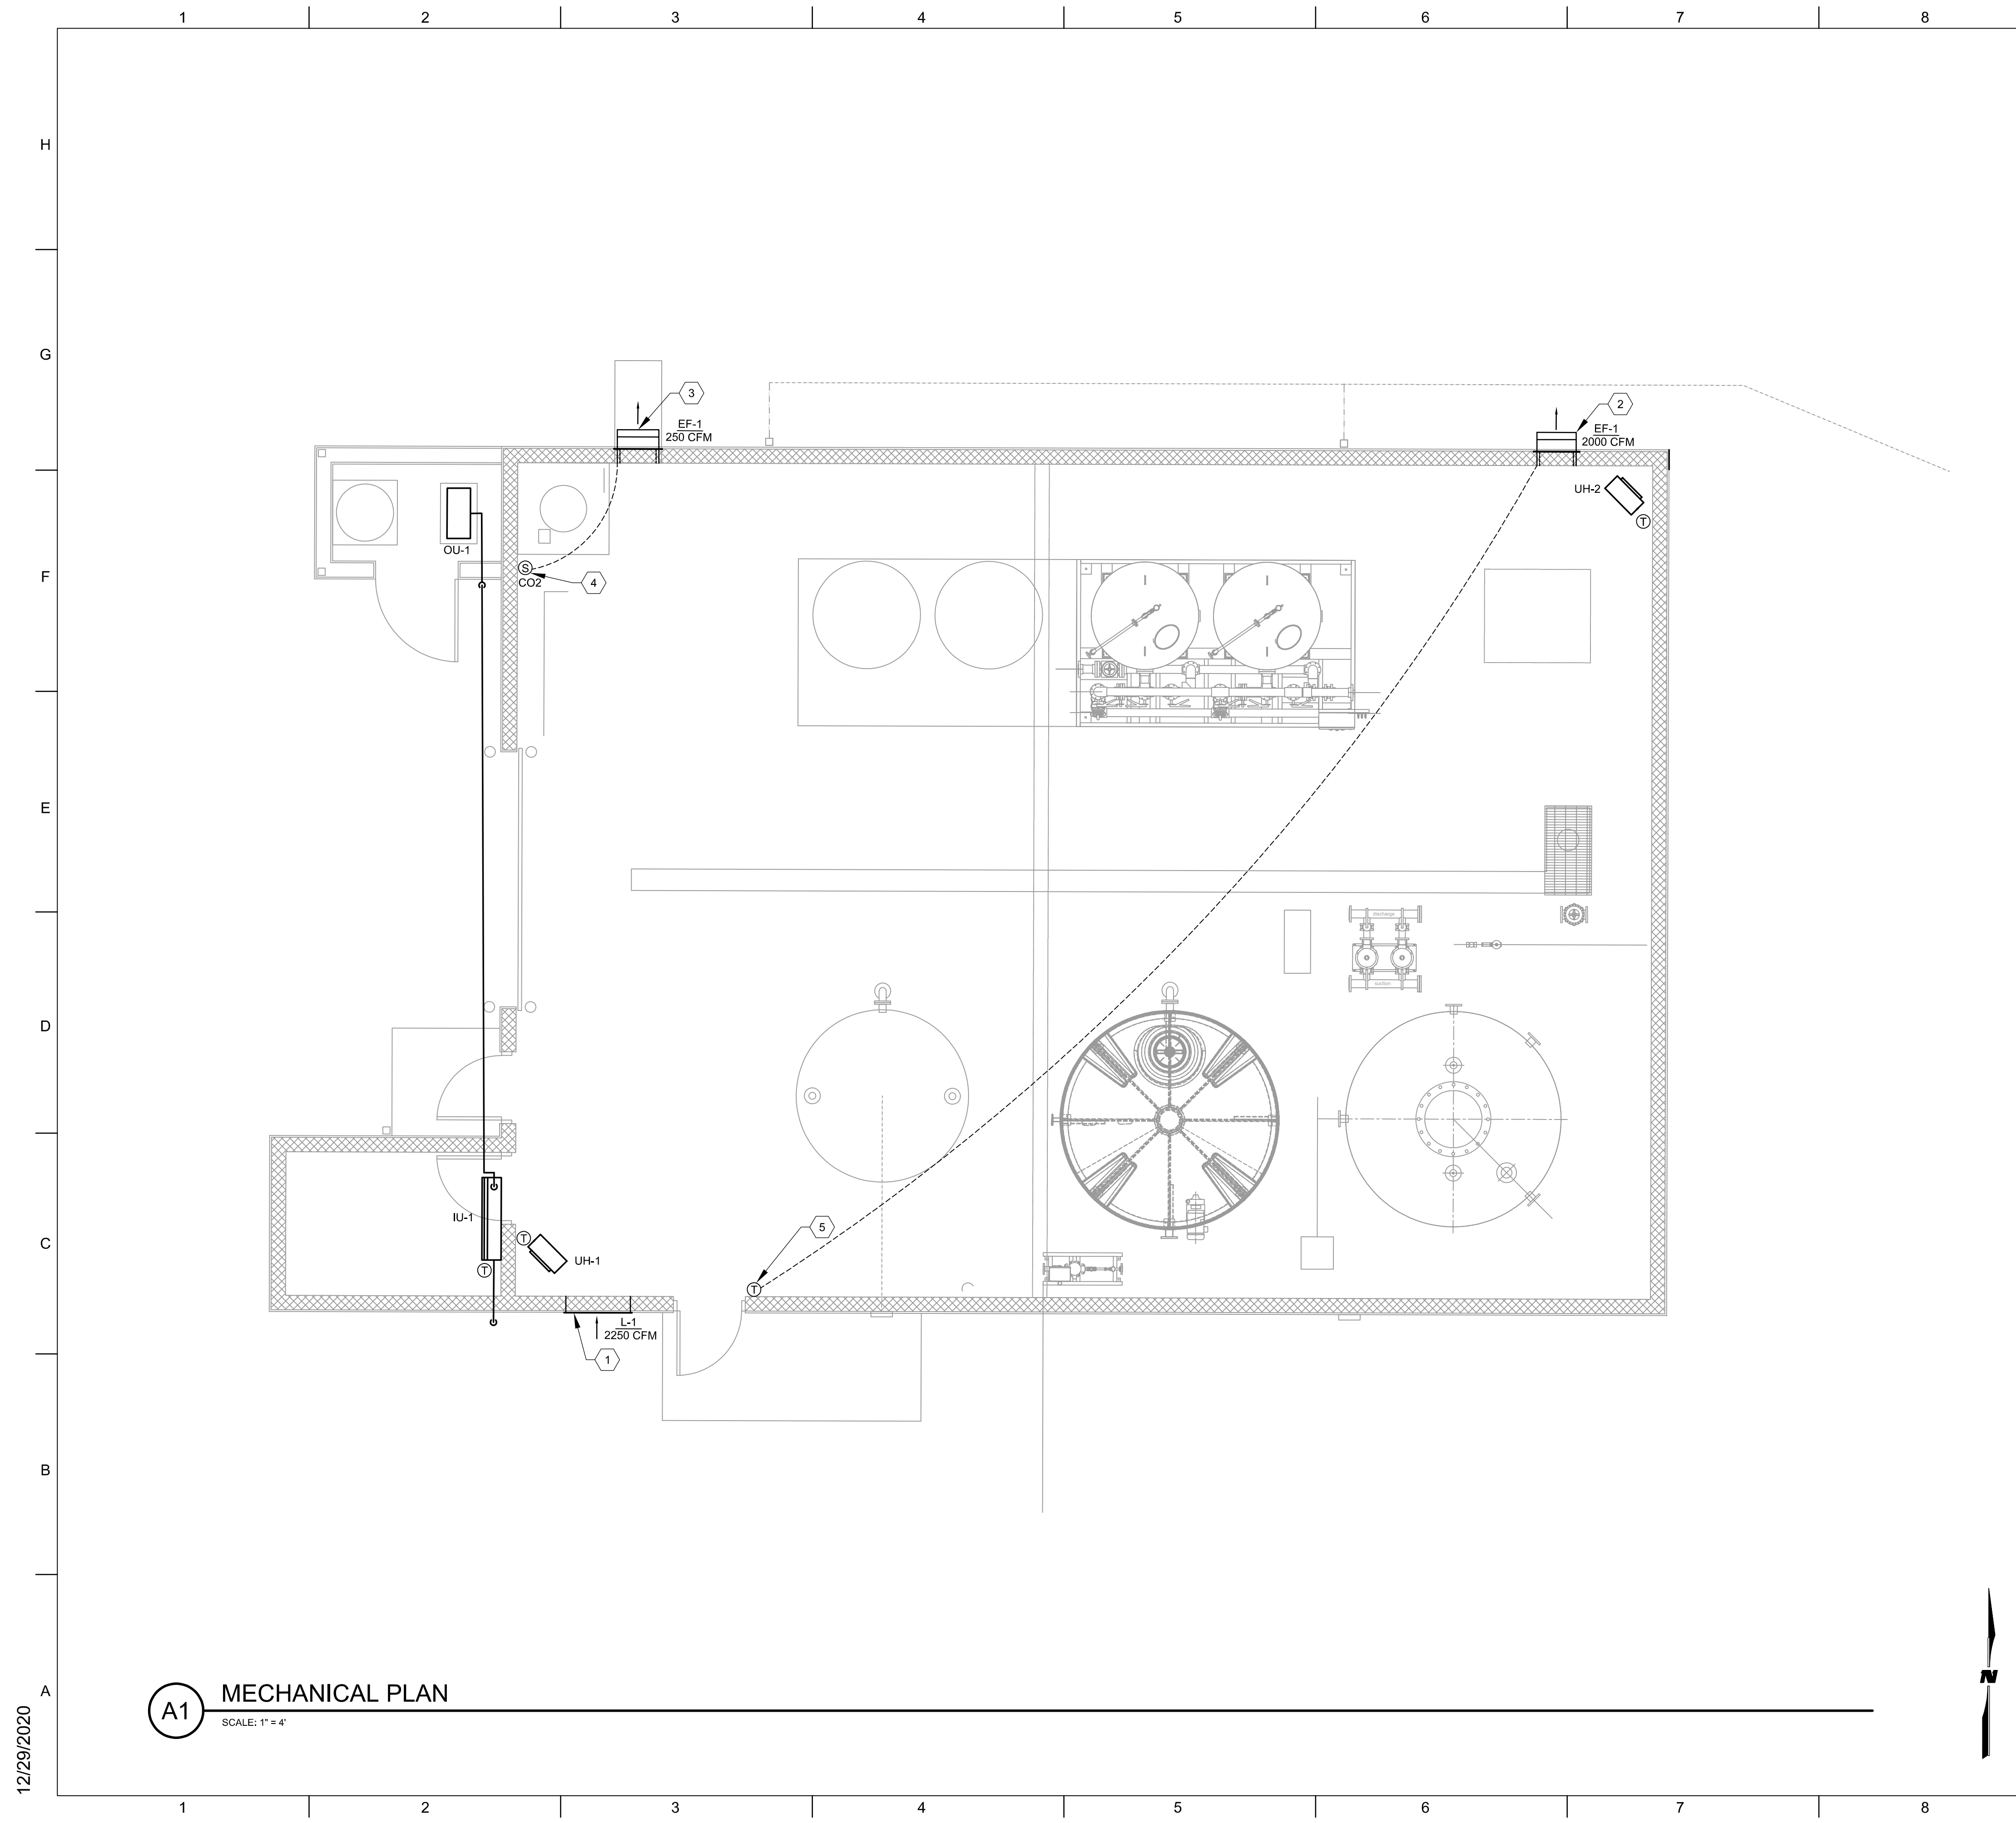 1 2 3 4 5 6 7 8
H
G
3
EF-1
250 CFM
2
EF-1
2000 CFM
UH-2
T
OU-1
F
S
CO2
4
E
discharge
suction
D
IU-1
C
T
T
UH-1
5
T
L-1
2250 CFM
1
B
A
A1
MECHANICAL PLAN
SCALE: 1" = 4'
N
12/29/2020
1 2 3 4 5 6 7 8